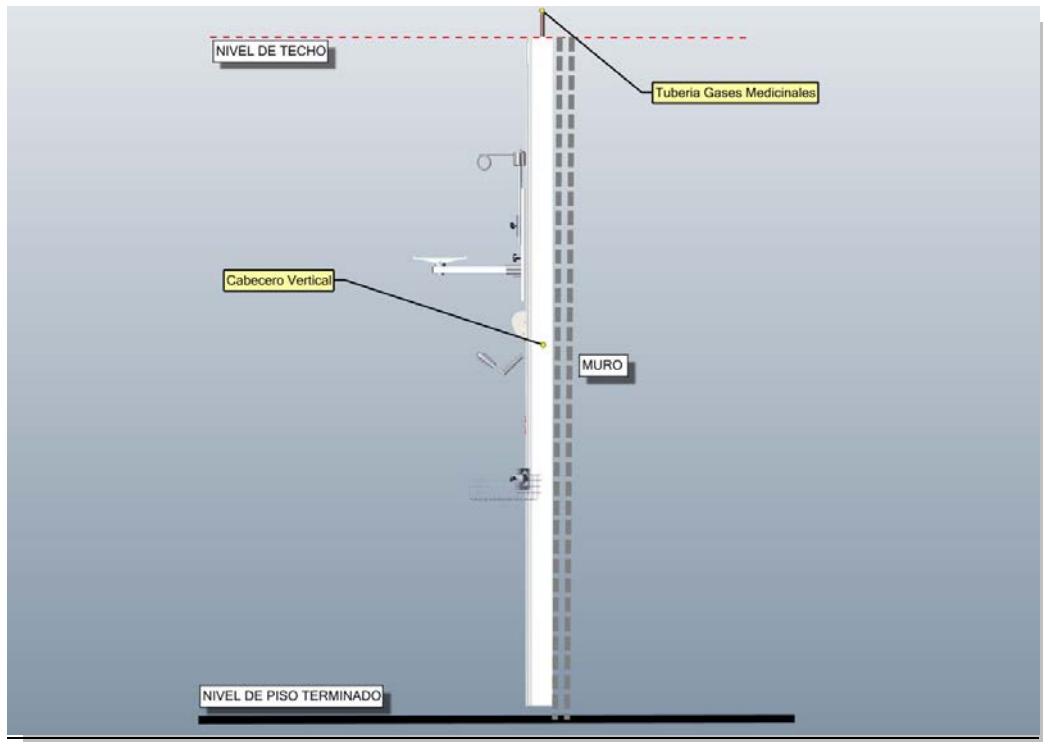 NIVEL DE TECHO
Tuberia Gases Medicinales
Cabecero Vertical
MURO
NIVEL DE PISO TERMINADO